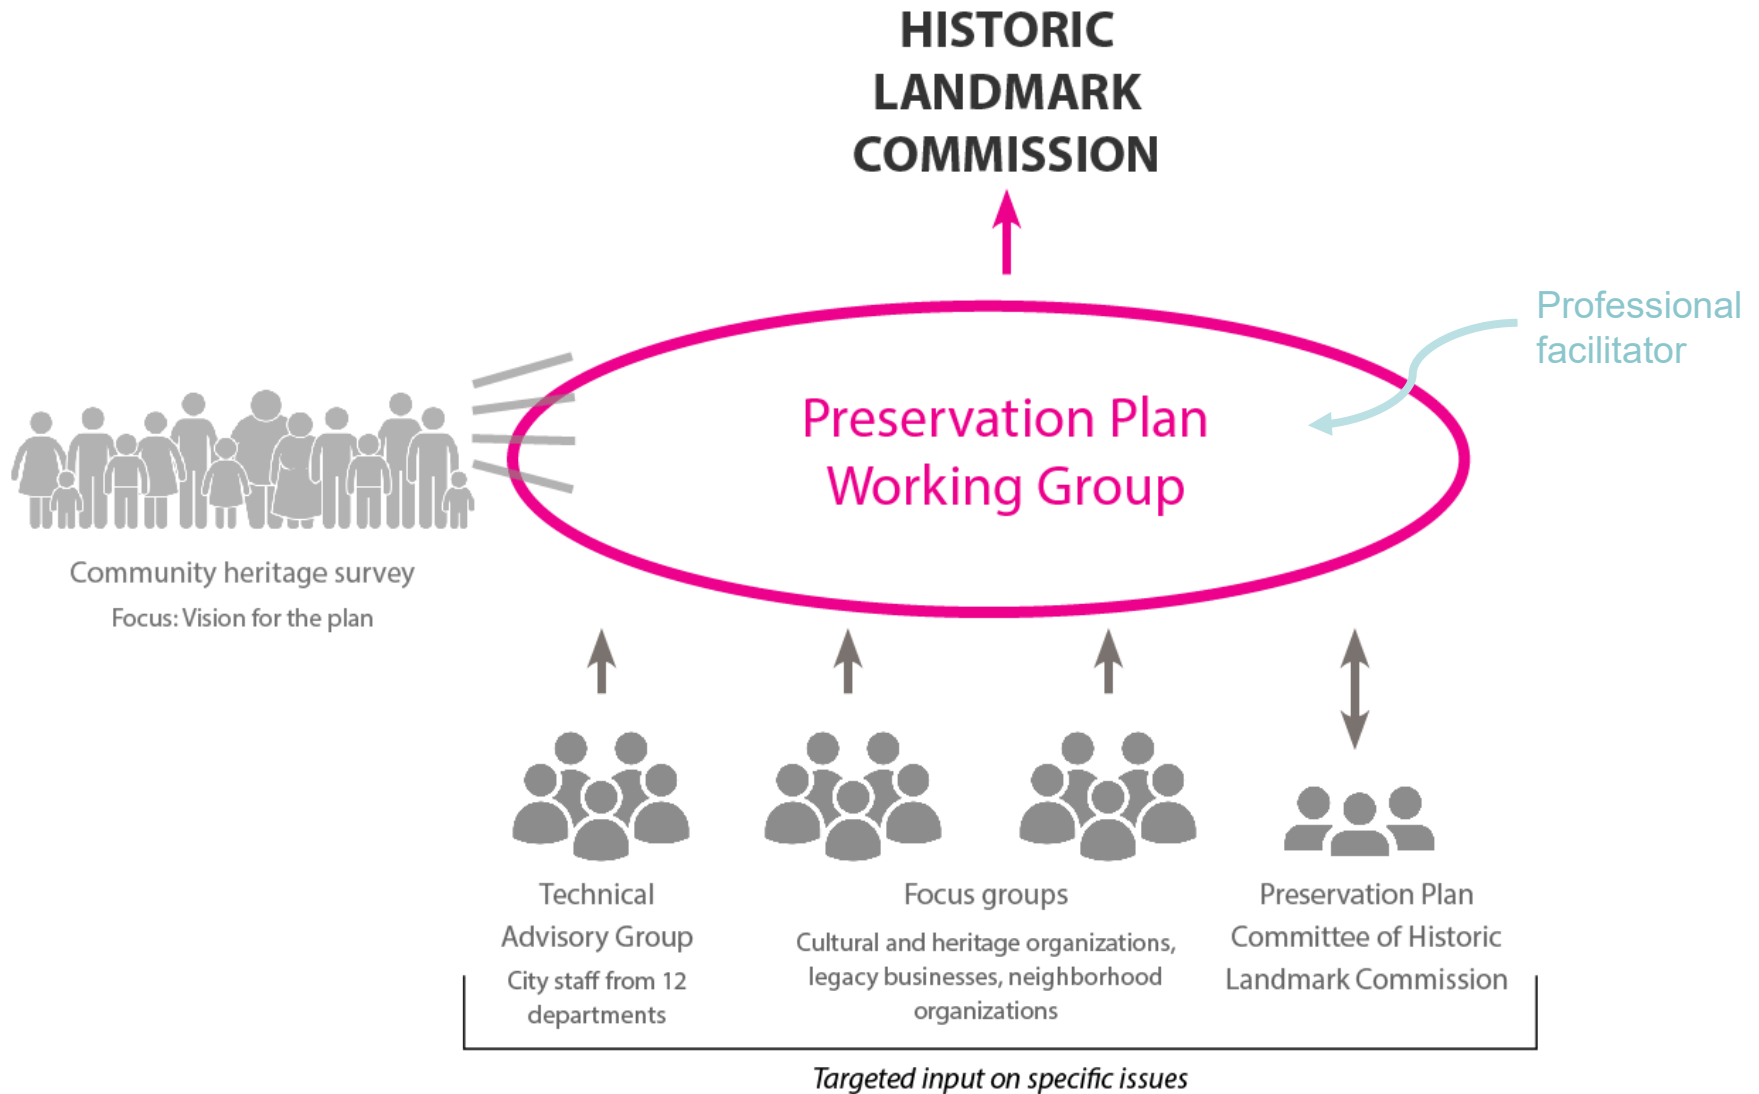 HISTORIC
LANDMARK
COMMISSION
Professional
facilitator
Preservation Plan
Working Group
Community heritage survey
Focus: Vision for the plan
Technical
Advisory Group
City staff from 12
departments
Focus groups
Cultural and heritage organizations,
legacy businesses, neighborhood
organizations
Preservation Plan
Committee of Historic
Landmark Commission
Targeted input on specific issues